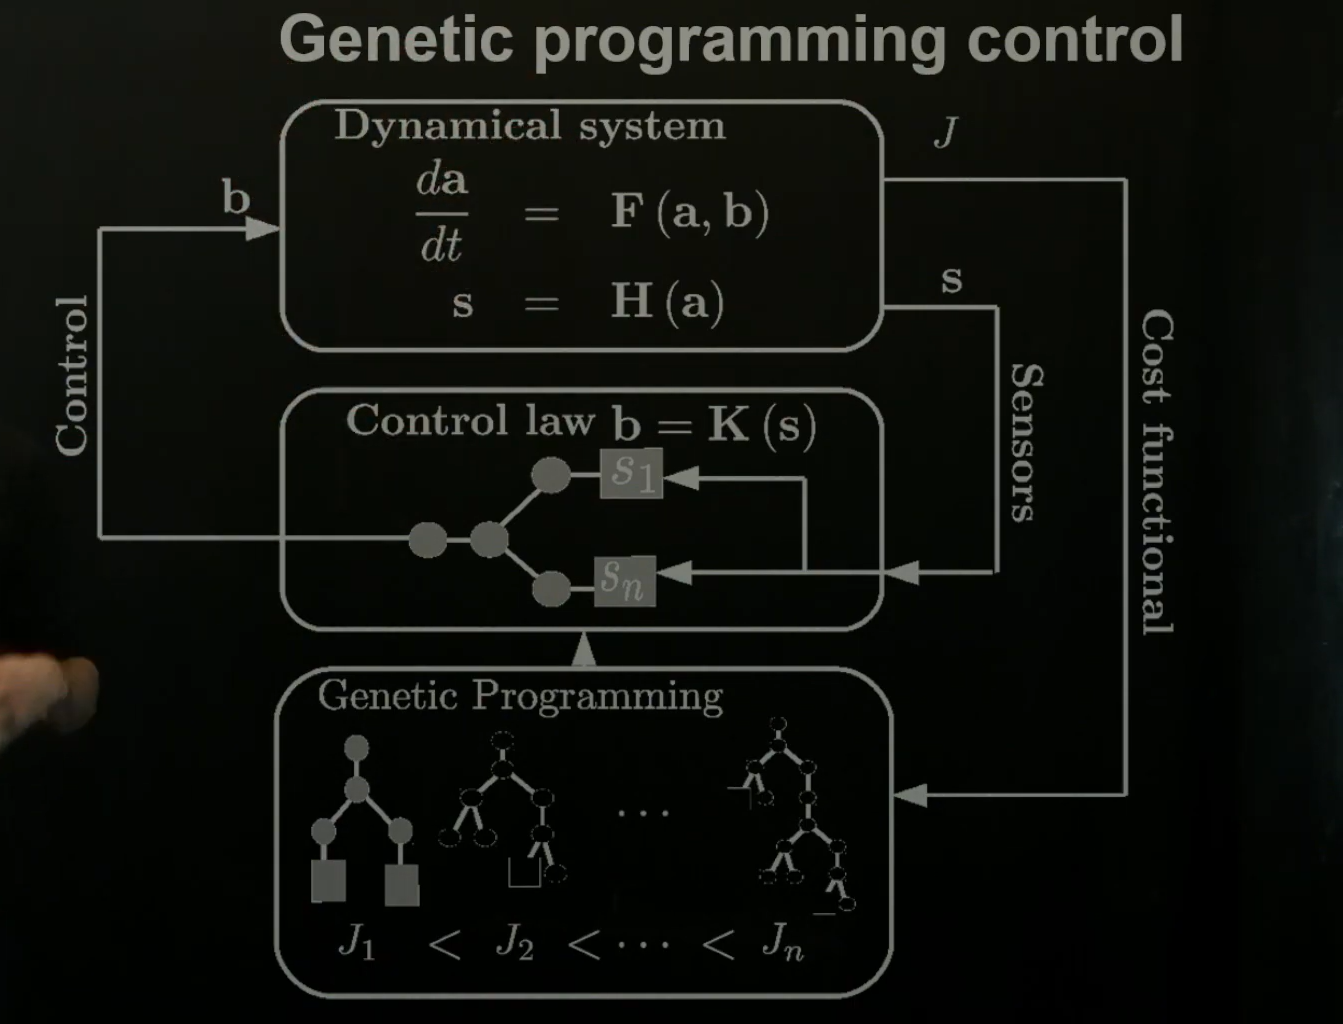 Genetic programming control
Dynamical system
da/dt = F (a, b)
s = H (a)
b
J
s
Control
Sensors
Cost functional
Control law b = K (s)
s1
sn
Genetic Programming
...
J1 < J2 < ··· < Jn